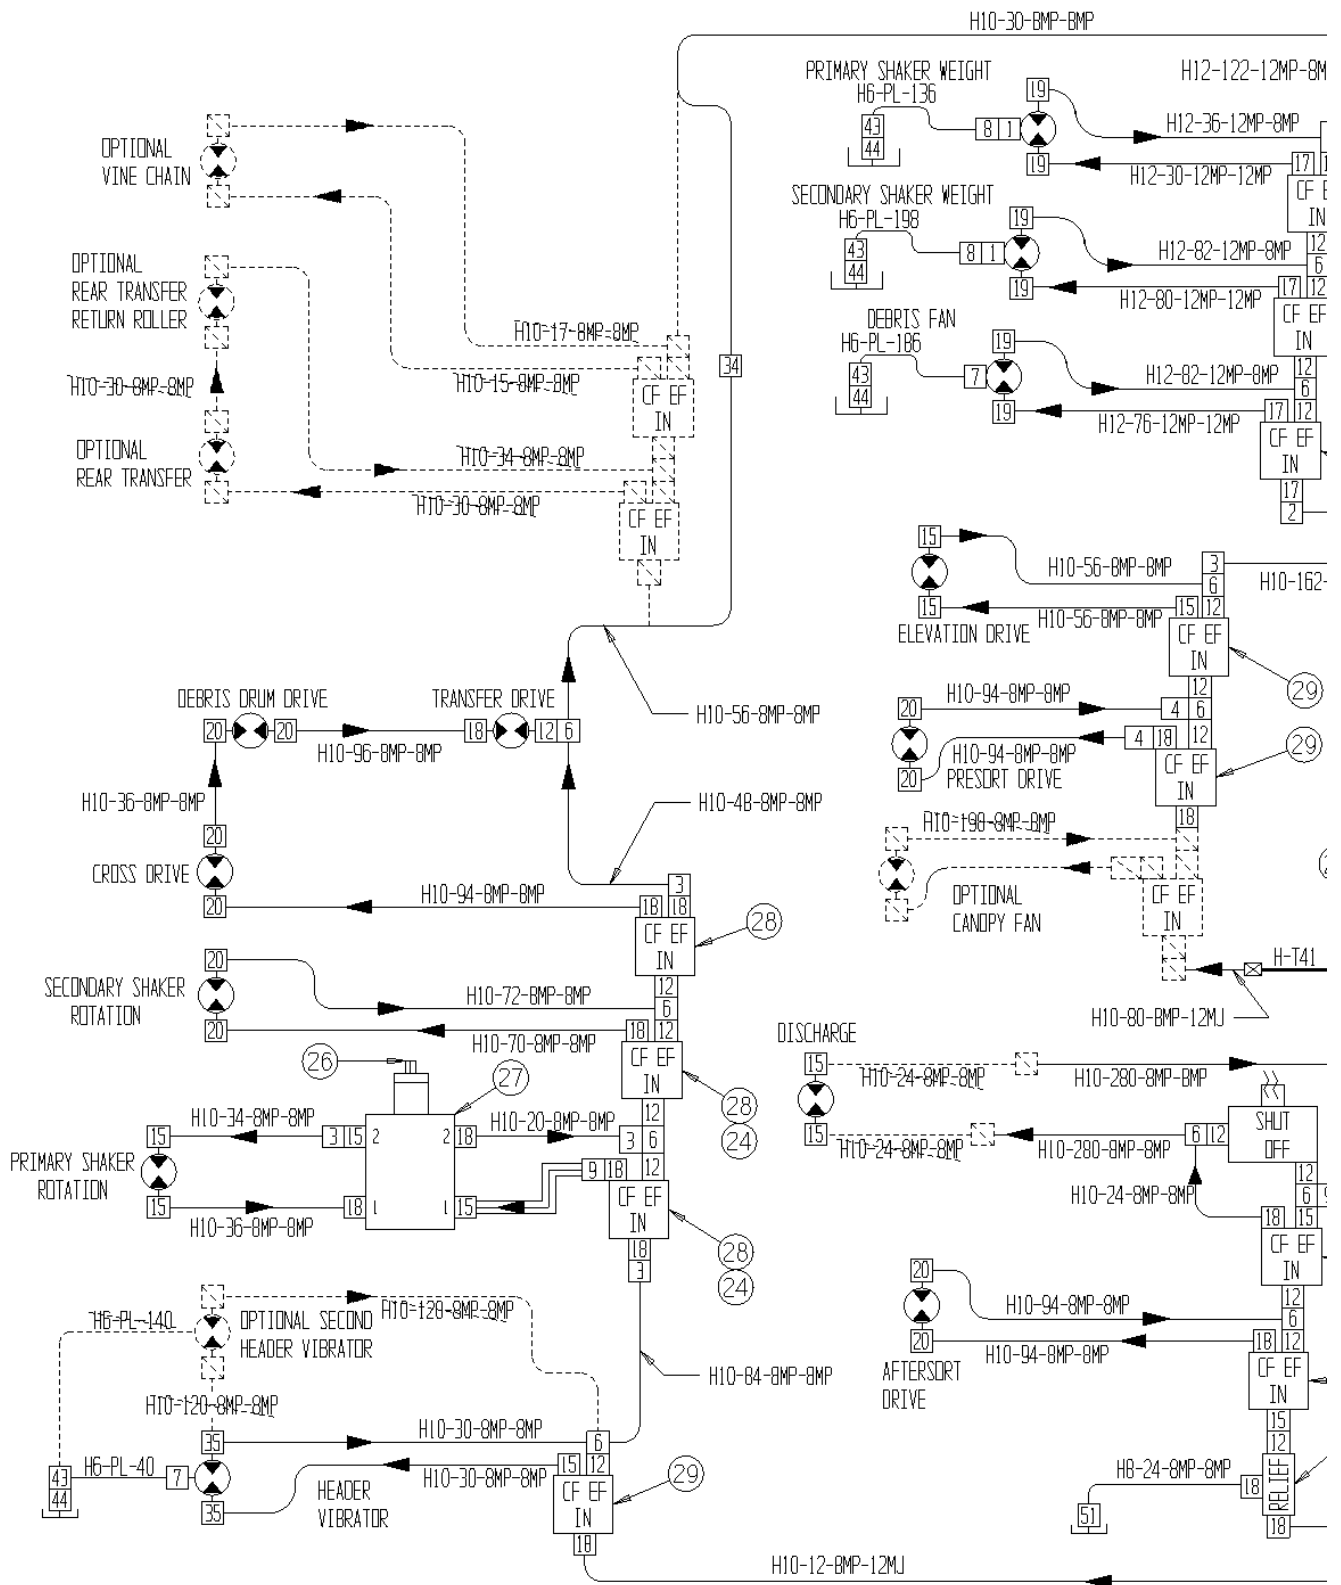 H10-30-8MP-8MP
PRIMARY SHAKER WEIGHT
H6-PL-136
H12-122-12MP-8M
19
43
44
8 1
H12-36-12MP-8MP
19
H12-30-12MP-12MP
17
CF E
IN
OPTIONAL
VINE CHAIN
SECONDARY SHAKER WEIGHT
H6-PL-198
19
43
44
8 1
H12-82-12MP-8MP
12
6
19
H12-80-12MP-12MP
17 12
CF EF
IN
OPTIONAL
REAR TRANSFER
RETURN ROLLER
DEBRIS FAN
H6-PL-186
19
43
44
7
H12-82-12MP-8MP
12
6
19
H12-76-12MP-12MP
17 12
CF EF
IN
17
2
H10-17-8MP-8MP
34
H10-15-8MP-8MP
CF EF
IN
H10-30-8MP-8MP
OPTIONAL
REAR TRANSFER
H10-34-8MP-8MP
H10-30-8MP-8MP
CF EF
IN
15
H10-56-8MP-8MP
3
6
H10-162-
15
H10-56-8MP-8MP
15 12
ELEVATION DRIVE
CF EF
IN
29
12
DEBRIS DRUM DRIVE
TRANSFER DRIVE
H10-56-8MP-8MP
20 20
H10-96-8MP-8MP
18 12 6
20
H10-94-8MP-8MP
4 6
H10-94-8MP-8MP
4 18 12
20
PRESORT DRIVE
CF EF
IN
29
18
H10-36-8MP-8MP
H10-48-8MP-8MP
H10-190-8MP-8MP
20
CROSS DRIVE
20
H10-94-8MP-8MP
3
18 18
CF EF
IN
28
OPTIONAL
CANOPY FAN
CF EF
IN
H-T41
H10-80-8MP-12MJ
20
SECONDARY SHAKER
ROTATION
H10-72-8MP-8MP
12
6
20
H10-70-8MP-8MP
18 12
CF EF
IN
28
24
DISCHARGE
15
H10-24-8MP-8MP
H10-280-8MP-8MP
SHUT
OFF
15
H10-24-8MP-8MP
H10-280-8MP-8MP
6 12
26
27
H10-34-8MP-8MP
15
3 15 2
2 18
H10-20-8MP-8MP
12
3 6
PRIMARY SHAKER
ROTATION
9 18 12
15
H10-36-8MP-8MP
18 1
1 15
CF EF
IN
28
24
18
3
H10-24-8MP-8MP
12
6 9
18 15
CF EF
IN
H6-PL-140
OPTIONAL SECOND
HEADER VIBRATOR
H10-120-8MP-8MP
H10-84-8MP-8MP
20
H10-94-8MP-8MP
12
6
20
H10-94-8MP-8MP
18 12
AFTERSORT
DRIVE
CF EF
IN
15
12
H10-120-8MP-8MP
35
H10-30-8MP-8MP
6
15 12
H6-PL-40
43
44
7
H10-30-8MP-8MP
35
HEADER
VIBRATOR
CF EF
IN
29
18
H8-24-8MP-8MP
18
RELIEF
51
18
H10-12-8MP-12MJ